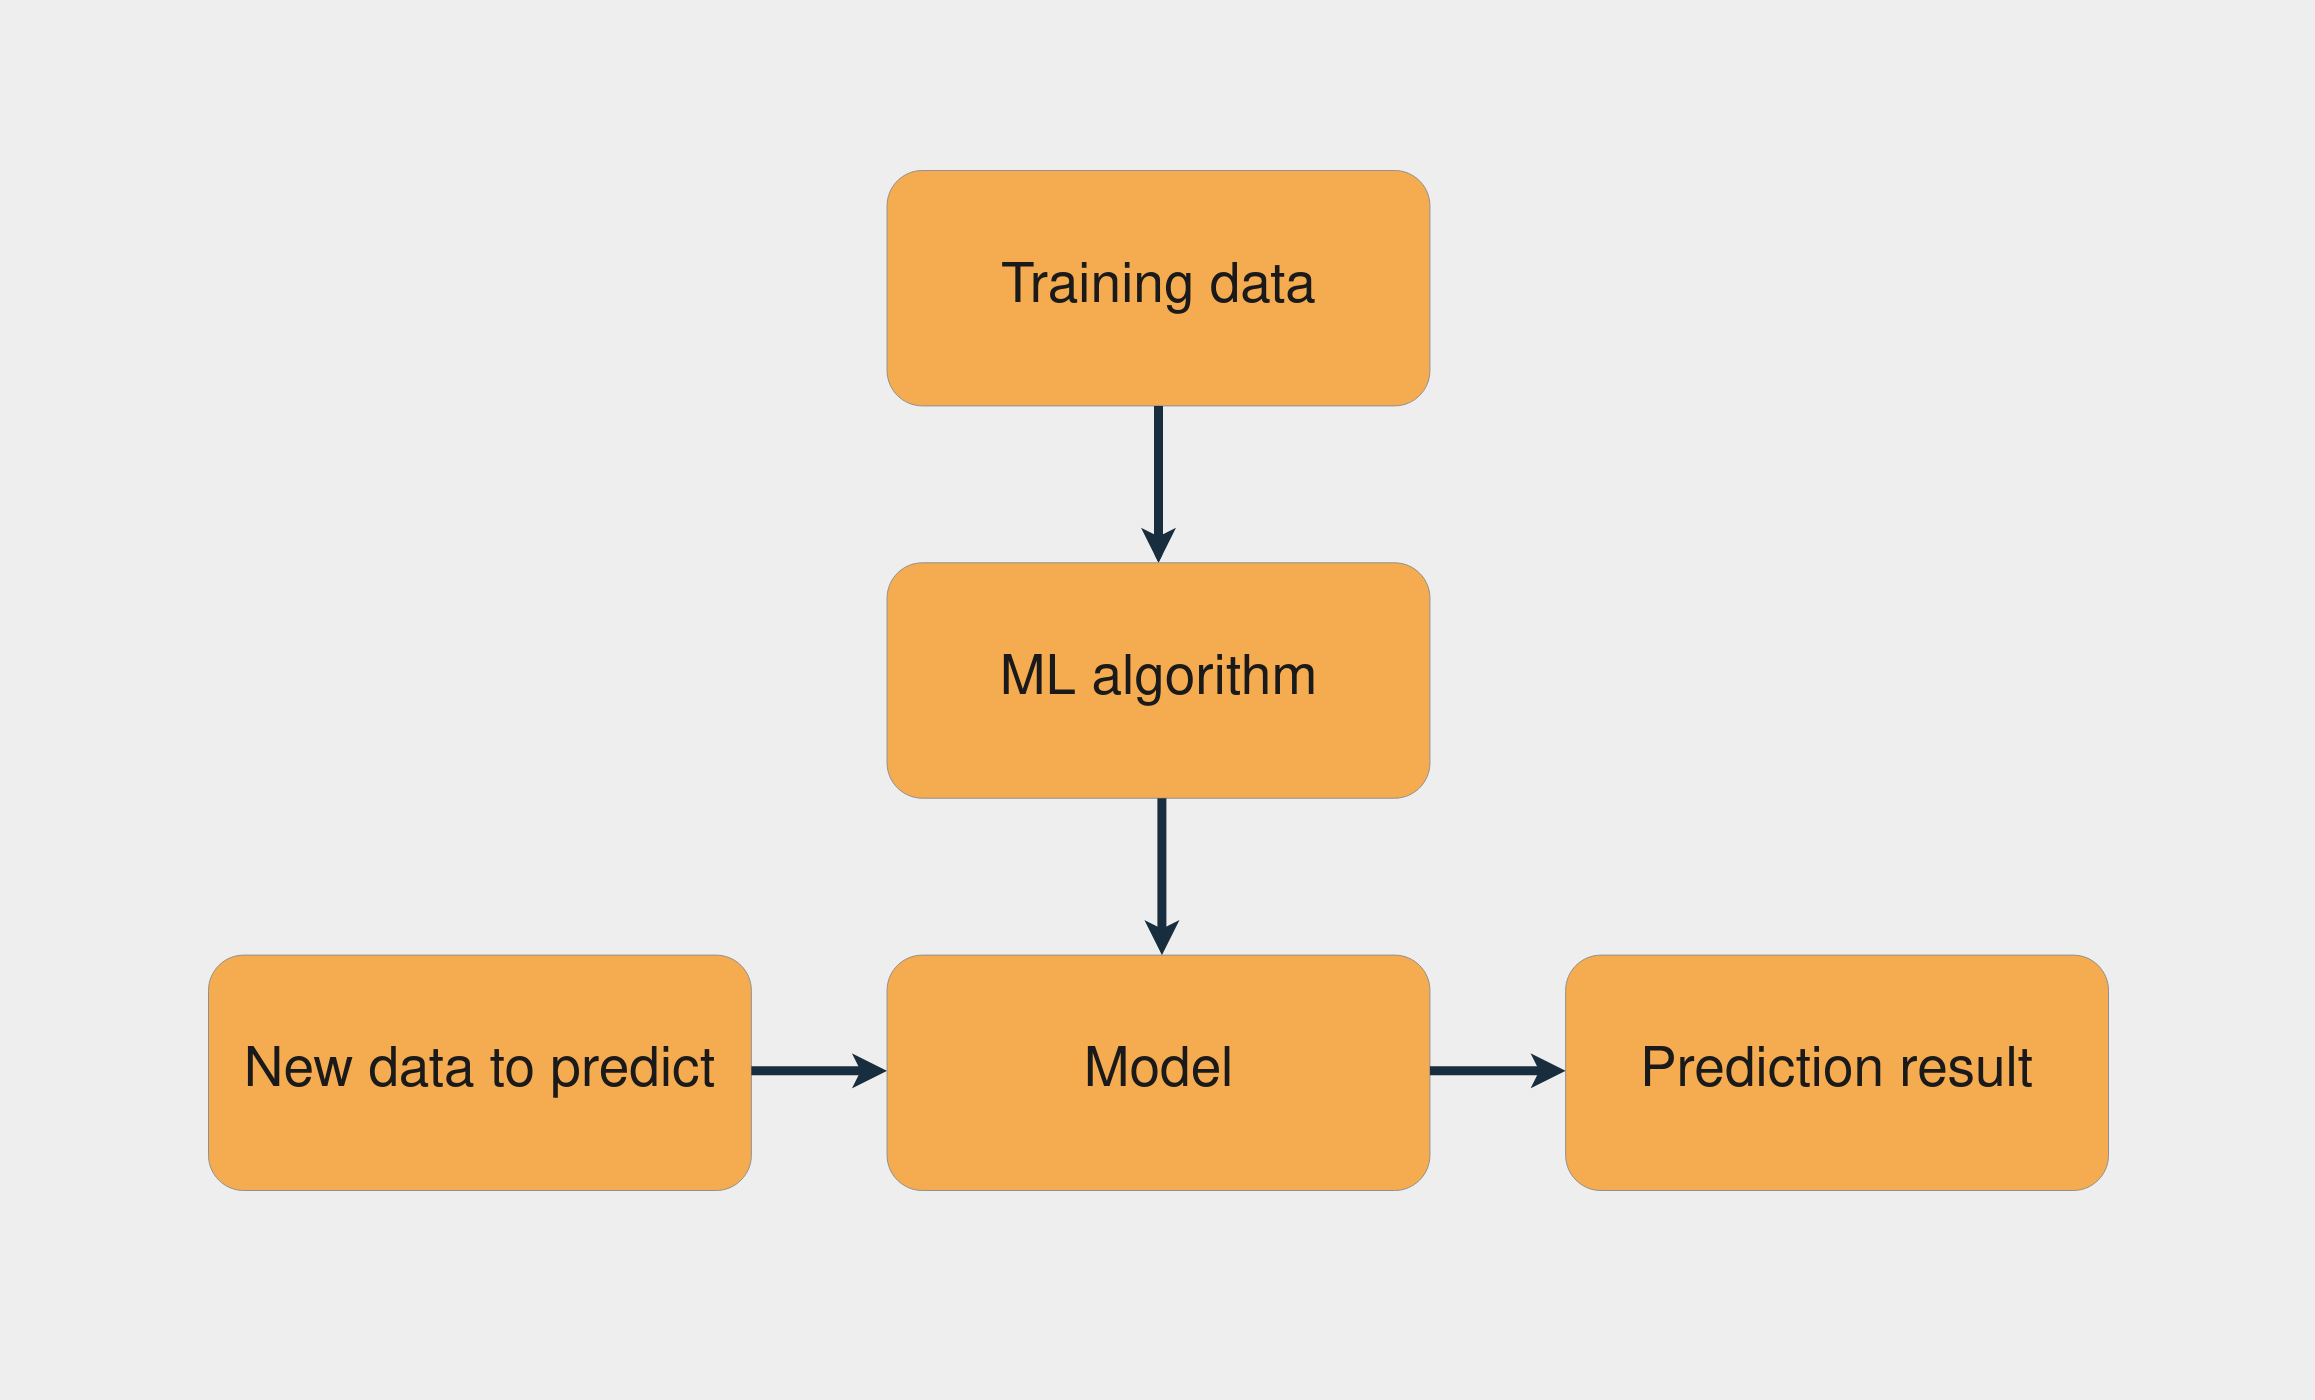 Training data
ML algorithm
New data to predict
Model
Prediction result